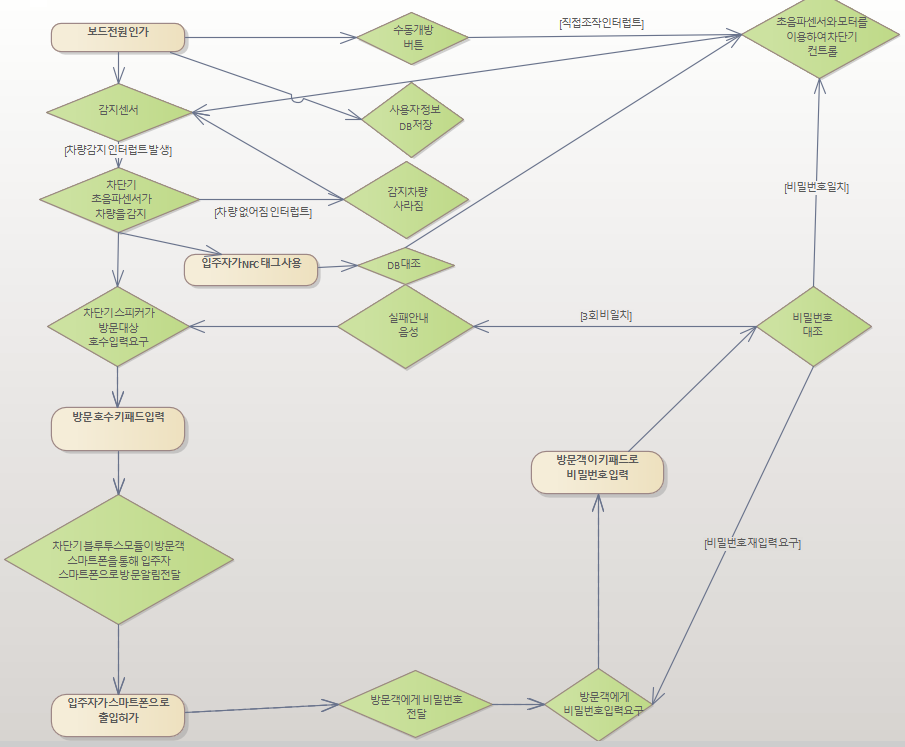 보드전원인가
수동개방
버튼
[직접조작인터럽트]
초음파센서와모터를
이용하여차단기
컨트롤
감지센서
사용자정보
DB저장
[차량감지인터럽트발생]
차단기
초음파센서가
차량을감지
[차량없어짐인터럽트]
감지차량
사라짐
[비밀번호일치]
입주자가NFC태그사용
DB대조
차단기스피커가
방문대상
호수입력요구
실패안내
음성
[3회비일치]
비밀번호
대조
방문호수키패드입력
방문객이키패드로
비밀번호입력
차단기블루투스모듈이방문객
스마트폰을통해 입주자
스마트폰으로방문알림전달
[비밀번호재입력요구]
입주자가스마트폰으로
출입허가
방문객에게 비밀번호
전달
방문객에게
비밀번호입력요구